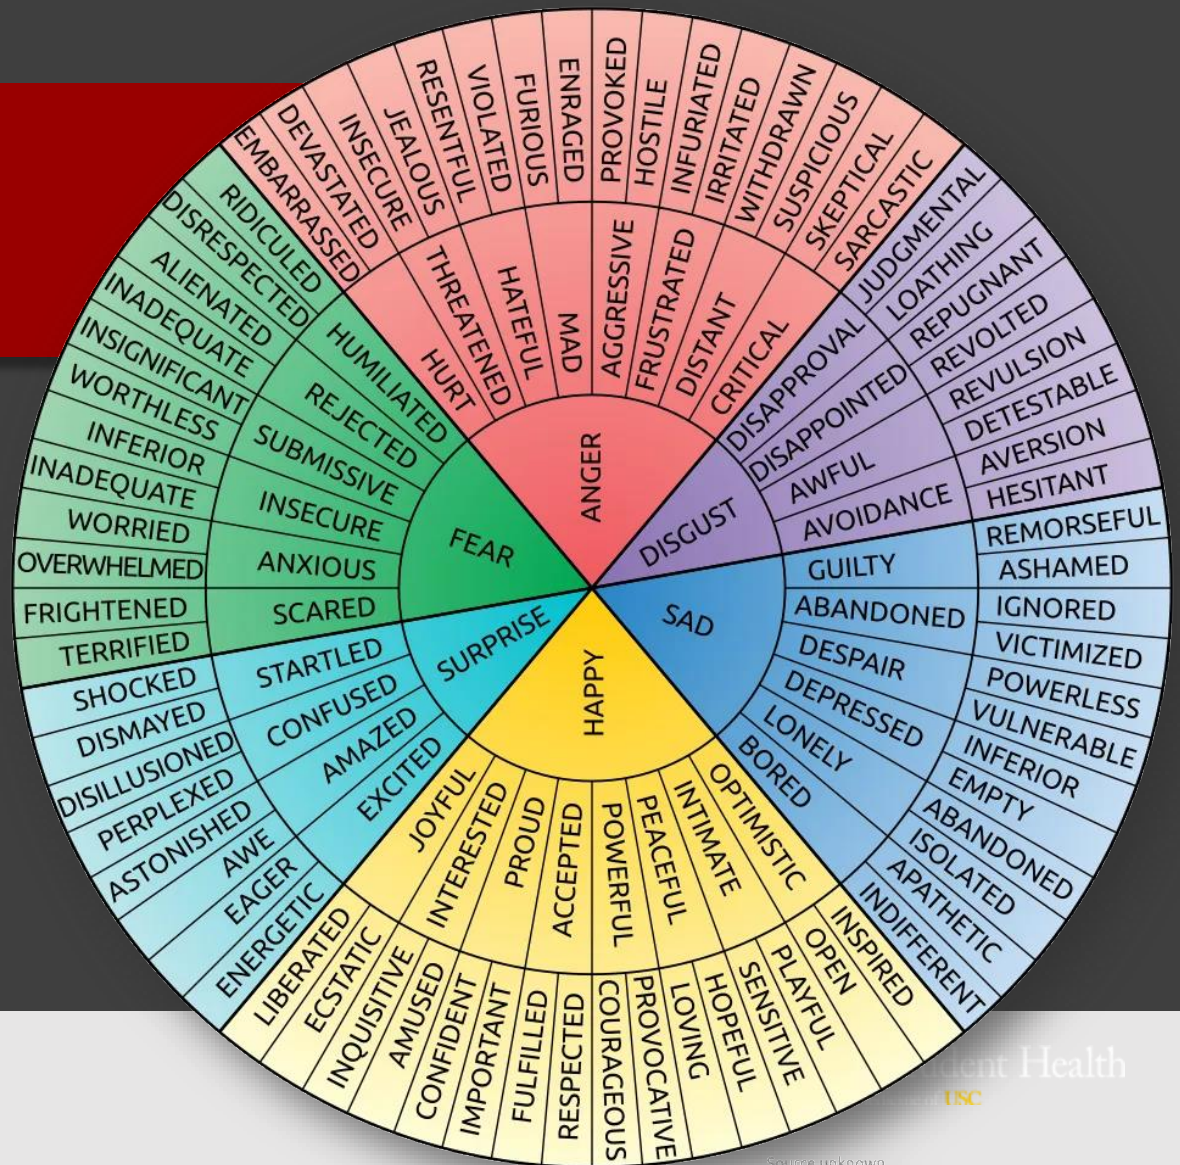 ANGER
DISGUST
SAD
HAPPY
SURPRISE
FEAR
HURT
THREATENED
HATEFUL
MAD
AGGRESSIVE
FRUSTRATED
DISTANT
CRITICAL
DISAPPROVAL
DISAPPOINTED
AWFUL
AVOIDANCE
GUILTY
ABANDONED
DESPAIR
DEPRESSED
LONELY
BORED
OPTIMISTIC
INTIMATE
PEACEFUL
POWERFUL
ACCEPTED
PROUD
INTERESTED
JOYFUL
EXCITED
AMAZED
CONFUSED
STARTLED
SCARED
ANXIOUS
INSECURE
SUBMISSIVE
REJECTED
HUMILIATED
EMBARRASSED
DEVASTATED
INSECURE
JEALOUS
RESENTFUL
VIOLATED
FURIOUS
ENRAGED
PROVOKED
HOSTILE
INFURIATED
IRRITATED
WITHDRAWN
SUSPICIOUS
SKEPTICAL
SARCASTIC
JUDGMENTAL
LOATHING
REPUGNANT
REVOLTED
REVULSION
DETESTABLE
AVERSION
HESITANT
REMORSEFUL
ASHAMED
IGNORED
VICTIMIZED
POWERLESS
VULNERABLE
INFERIOR
EMPTY
ABANDONED
ISOLATED
APATHETIC
INDIFFERENT
INSPIRED
OPEN
PLAYFUL
SENSITIVE
HOPEFUL
LOVING
PROVOCATIVE
COURAGEOUS
RESPECTED
FULFILLED
IMPORTANT
CONFIDENT
AMUSED
INQUISITIVE
ECSTATIC
LIBERATED
ENERGETIC
EAGER
AWE
ASTONISHED
PERPLEXED
DISILLUSIONED
DISMAYED
SHOCKED
TERRIFIED
FRIGHTENED
OVERWHELMED
WORRIED
INADEQUATE
INFERIOR
WORTHLESS
INSIGNIFICANT
INADEQUATE
ALIENATED
DISRESPECTED
RIDICULED
dent Health
USC